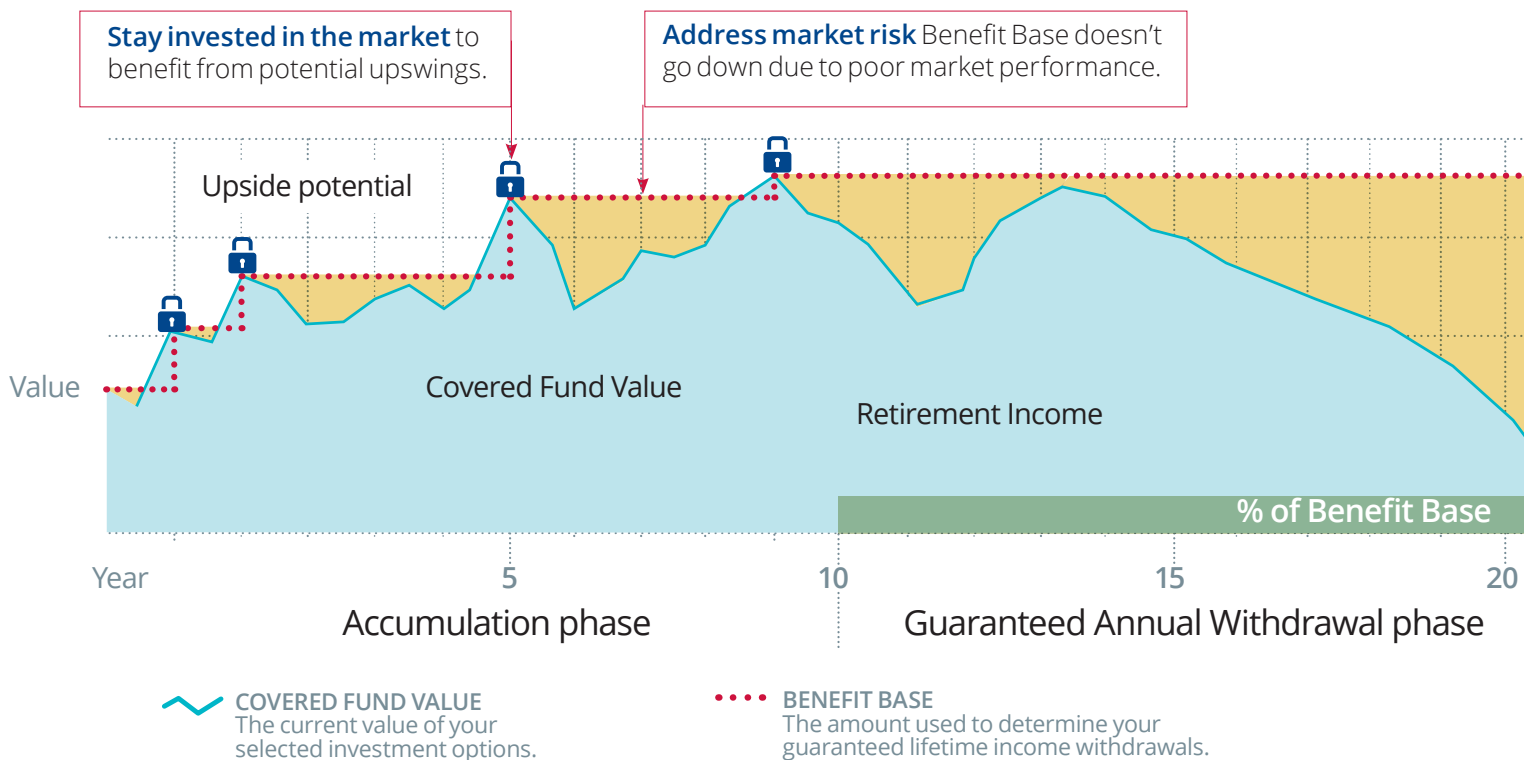 Stay invested in the market to
benefit from potential upswings.
Address market risk Benefit Base doesn't
go down due to poor market performance.
Upside potential
Value
Covered Fund Value
Retirement Income
% of Benefit Base
Year
5
10
15
20
Accumulation phase
Guaranteed Annual Withdrawal phase
COVERED FUND VALUE
The current value of your
selected investment options.
BENEFIT BASE
The amount used to determine your
guaranteed lifetime income withdrawals.